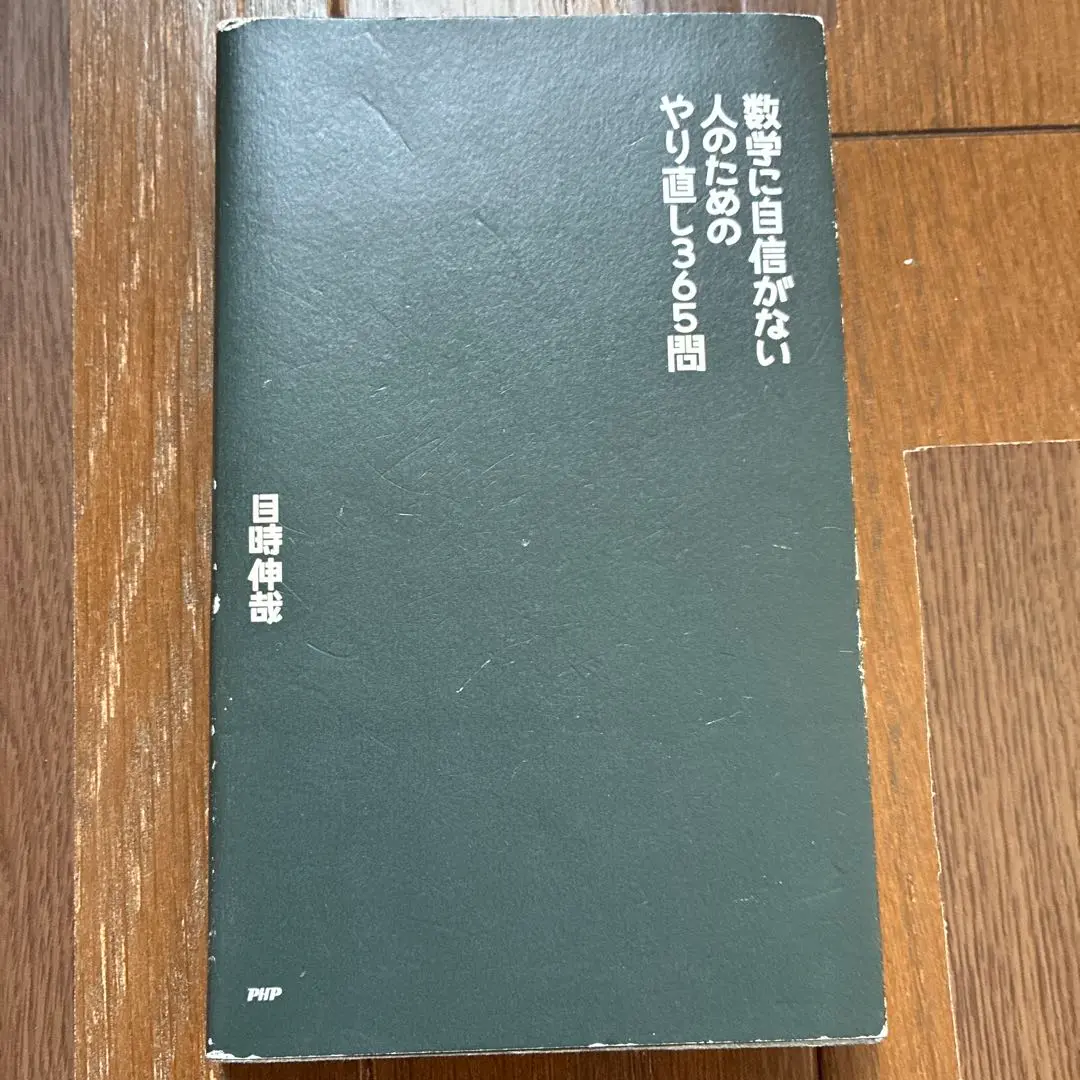 数学に自信がない
人のための
やり直し365問
目時伸哉
PHP